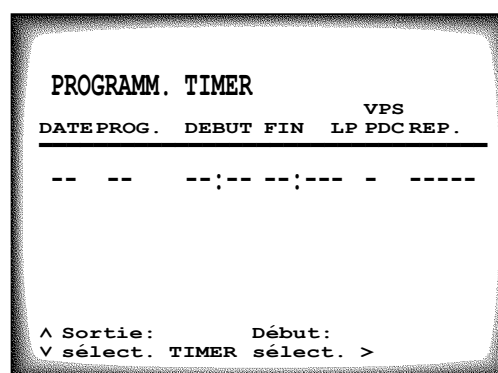 PROGRAMM. TIMER
VPS
DATE PROG. DEBUT FIN LP PDC REP.
-- -- --:-- --:--- - -----
^ Sortie: Début:
v sélect. TIMER sélect. >